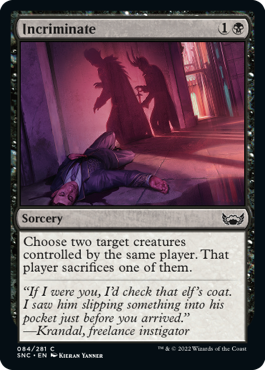 Incriminate 1
Sorcery
Choose two target creatures
controlled by the same player. That
player sacrifices one of them.
“If I were you, I’d check that elf’s coat.
I saw him slipping something into his
pocket just before you arrived.”
—Krandal, freelance instigator
084/281 C
SNC • EN KIERAN YANNER
™ & © 2022 Wizards of the Coast